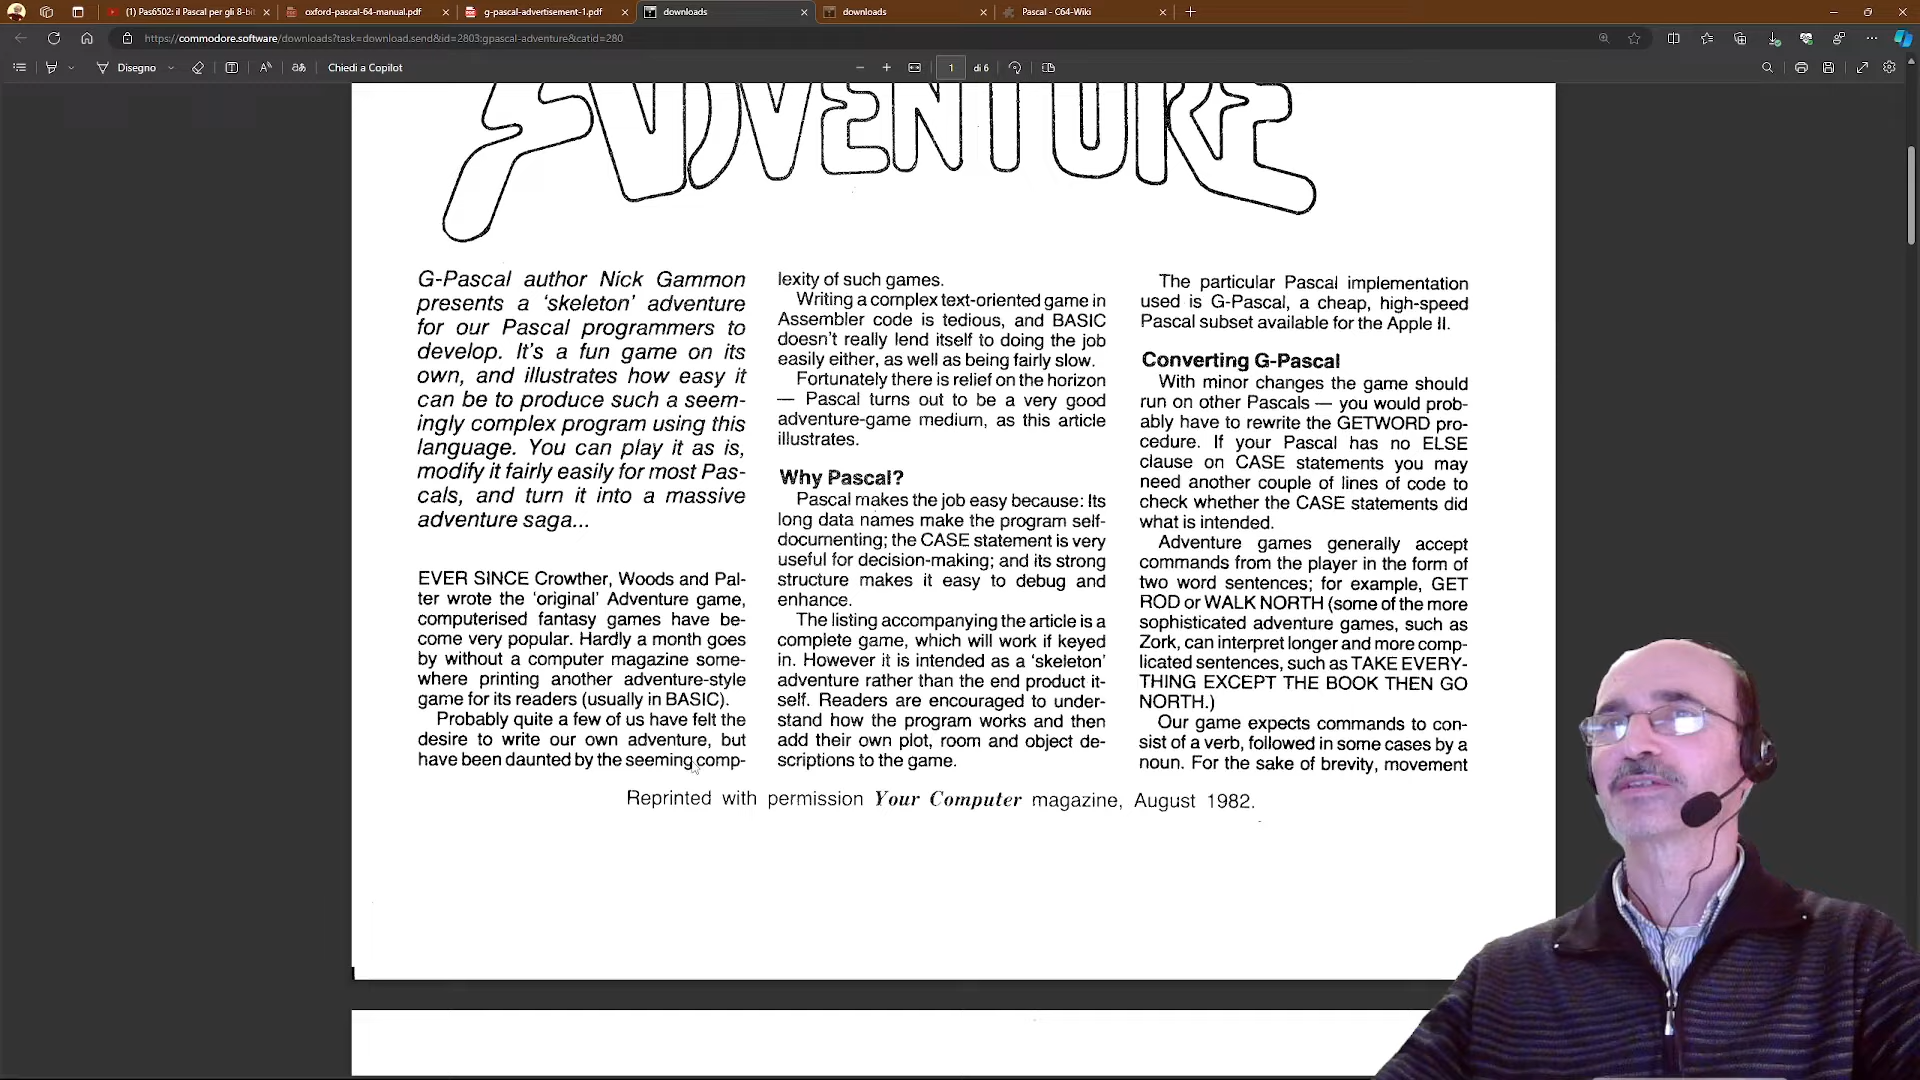 (1) Pas6502: il Pascal per gli 8-bit
oxford-pascal-64-manual.pdf
g-pascal-advertisement-1.pdf
downloads
downloads
Pascal - C64-Wiki
https://commodore.software/downloads?task=download.send&id=2803:gpascal-adventure&catid=280
Disegno
Chiedi a Copilot
1
di 6
ADVENTURE
G-Pascal author Nick Gammon
presents a 'skeleton' adventure
for our Pascal programmers to
develop. It's a fun game on its
own, and illustrates how easy it
can be to produce such a seem-
ingly complex program using this
language. You can play it as is,
modify it fairly easily for most Pas-
cals, and turn it into a massive
adventure saga...
EVER SINCE Crowther, Woods and Pal-
ter wrote the 'original' Adventure game,
computerised fantasy games have be-
come very popular. Hardly a month goes
by without a computer magazine some-
where printing another adventure-style
game for its readers (usually in BASIC).
Probably quite a few of us have felt the
desire to write our own adventure, but
have been daunted by the seeming comp-
lexity of such games.
Writing a complex text-oriented game in
Assembler code is tedious, and BASIC
doesn't really lend itself to doing the job
easily either, as well as being fairly slow.
Fortunately there is relief on the horizon
— Pascal turns out to be a very good
adventure-game medium, as this article
illustrates.
Why Pascal?
Pascal makes the job easy because: Its
long data names make the program self-
documenting; the CASE statement is very
useful for decision-making; and its strong
structure makes it easy to debug and
enhance.
The listing accompanying the article is a
complete game, which will work if keyed
in. However it is intended as a 'skeleton'
adventure rather than the end product it-
self. Readers are encouraged to under-
stand how the program works and then
add their own plot, room and object de-
scriptions to the game.
The particular Pascal implementation
used is G-Pascal, a cheap, high-speed
Pascal subset available for the Apple II.
Converting G-Pascal
With minor changes the game should
run on other Pascals — you would prob-
ably have to rewrite the GETWORD pro-
cedure. If your Pascal has no ELSE
clause on CASE statements you may
need another couple of lines of code to
check whether the CASE statements did
what is intended.
Adventure games generally accept
commands from the player in the form of
two word sentences; for example, GET
ROD or WALK NORTH (some of the more
sophisticated adventure games, such as
Zork, can interpret longer and more comp-
licated sentences, such as TAKE EVERY-
THING EXCEPT THE BOOK THEN GO
NORTH.)
Our game expects commands to con-
sist of a verb, followed in some cases by a
noun. For the sake of brevity, movement
Reprinted with permission Your Computer magazine, August 1982.